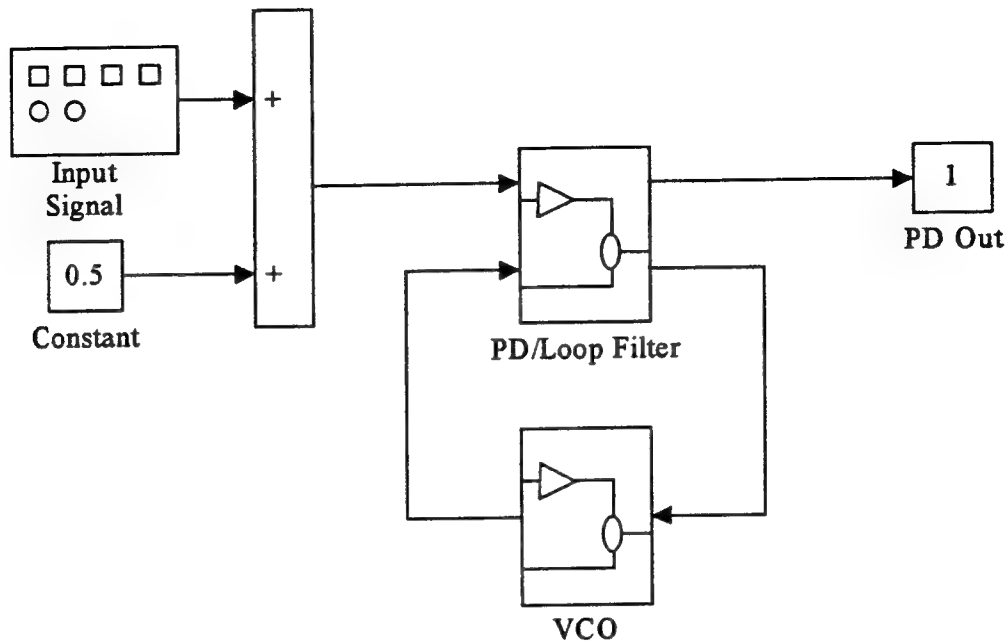 +
Input
Signal
1
PD Out
0.5
+
Constant
PD/Loop Filter
VCO